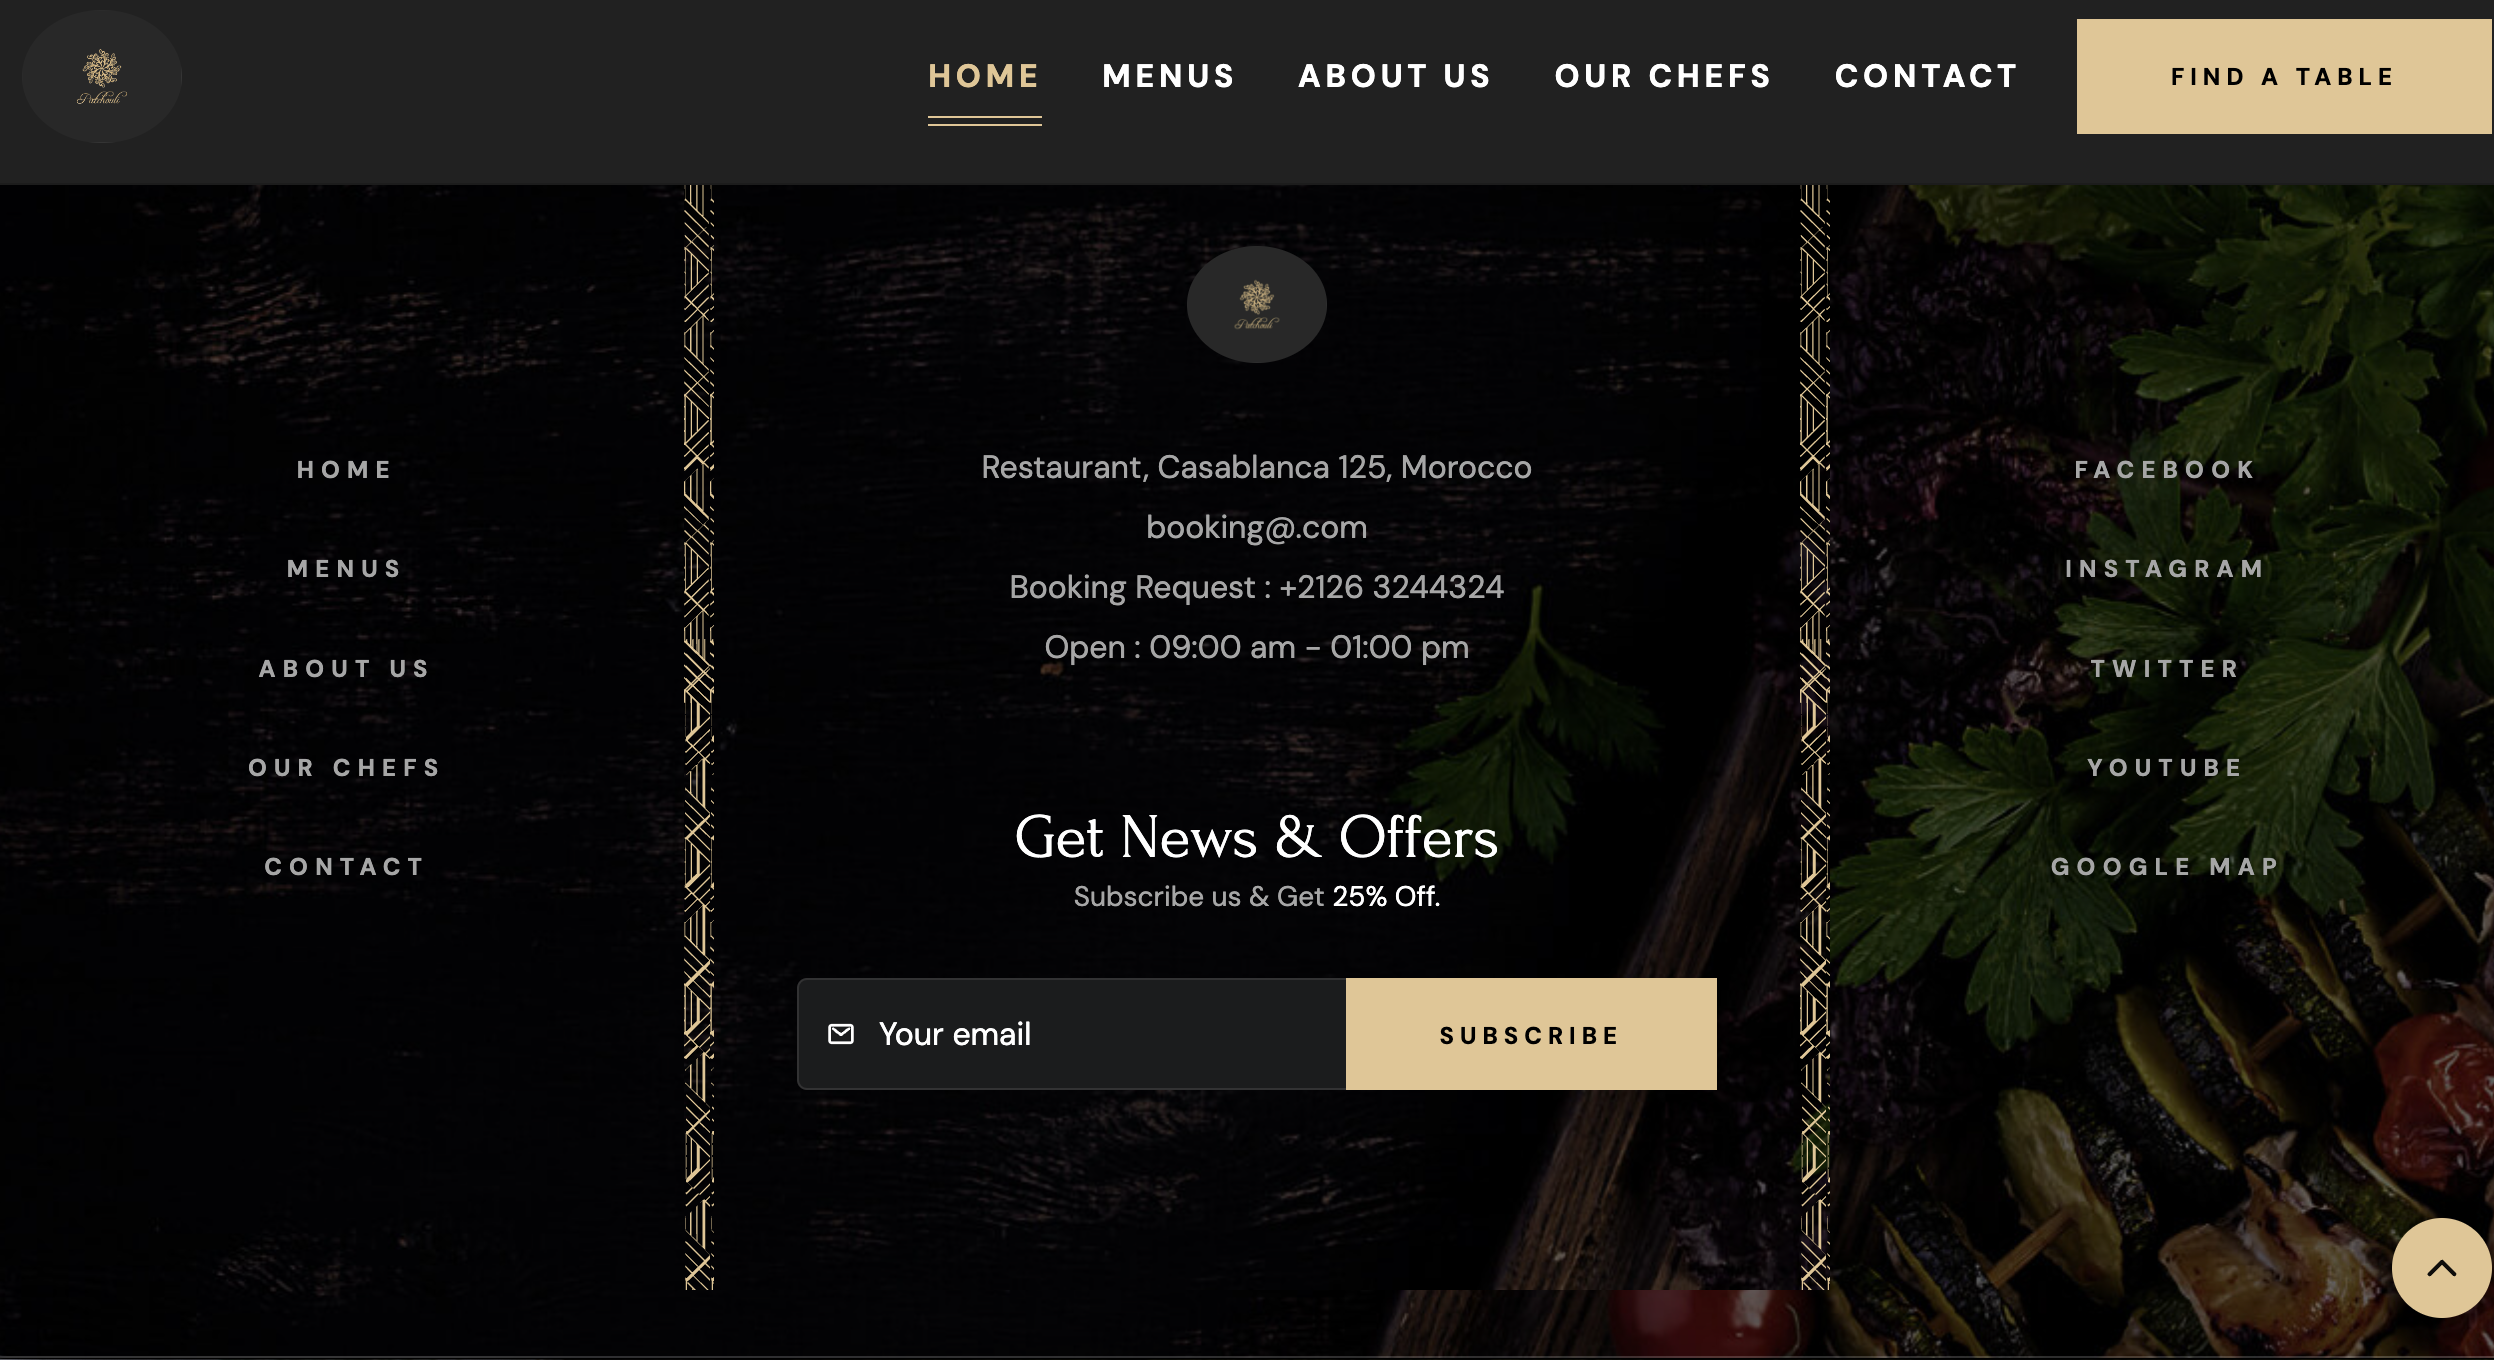 Patchouli
HOME
MENUS
ABOUT US
OUR CHEFS
CONTACT
FIND A TABLE
Patchouli
HOME
MENUS
ABOUT US
OUR CHEFS
CONTACT
Restaurant, Casablanca 125, Morocco
booking@.com
Booking Request : +2126 3244324
Open : 09:00 am - 01:00 pm
Get News & Offers
Subscribe us & Get 25% Off.
Your email
SUBSCRIBE
FACEBOOK
INSTAGRAM
TWITTER
YOUTUBE
GOOGLE MAP